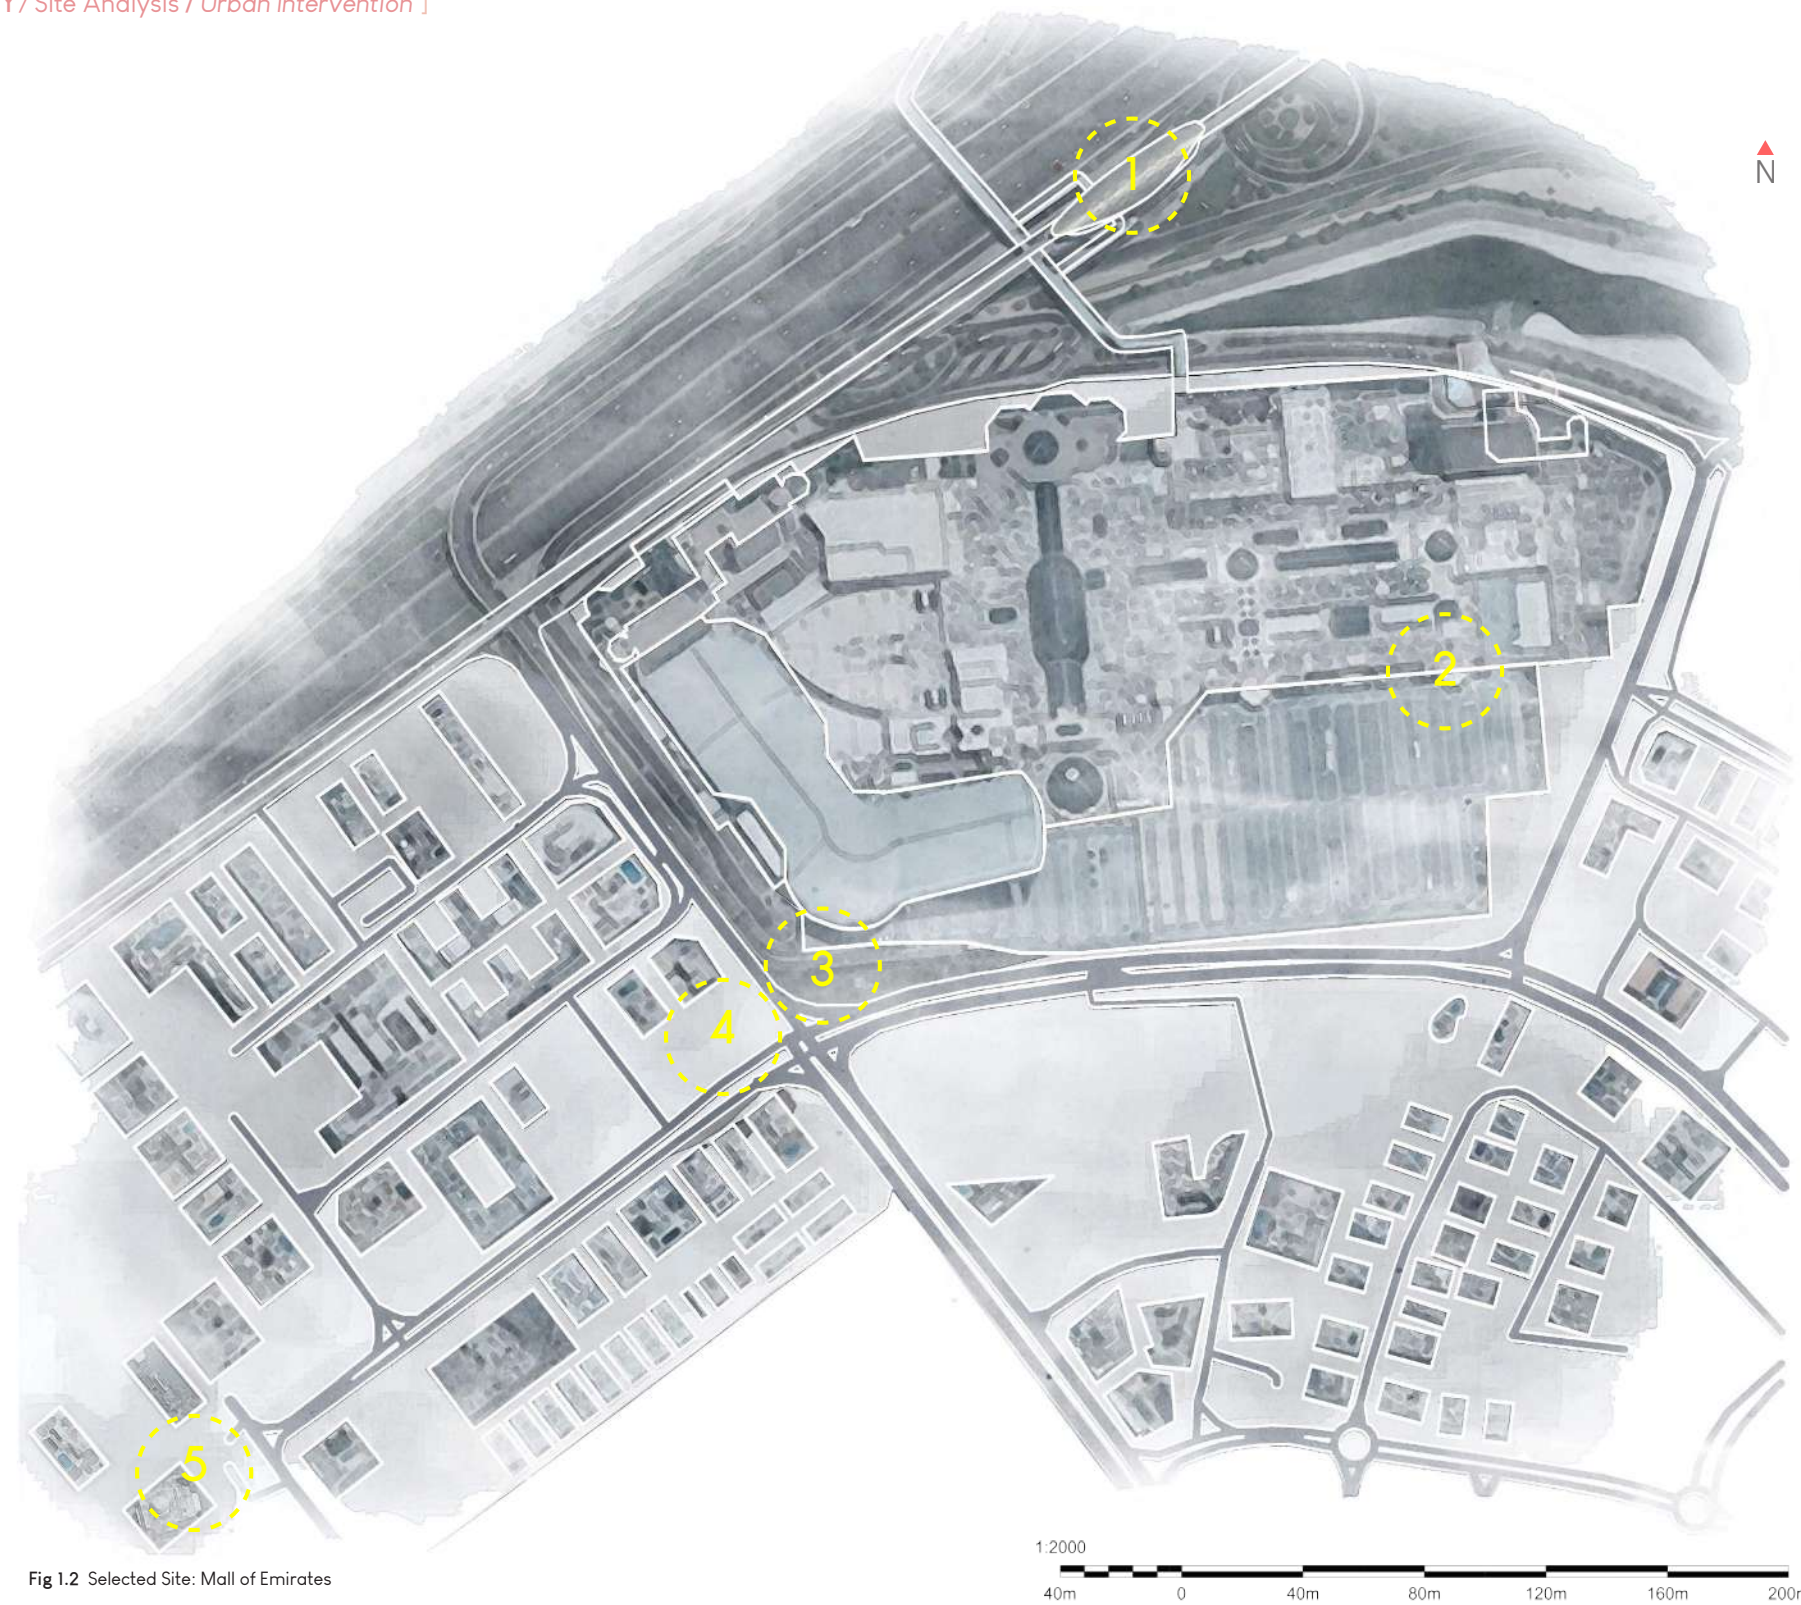 Y / Site Analysis / Urban Intervention ]
N
1
2
3
4
5
Fig 1.2 Selected Site: Mall of Emirates
1:2000
40m 0 40m 80m 120m 160m 200m